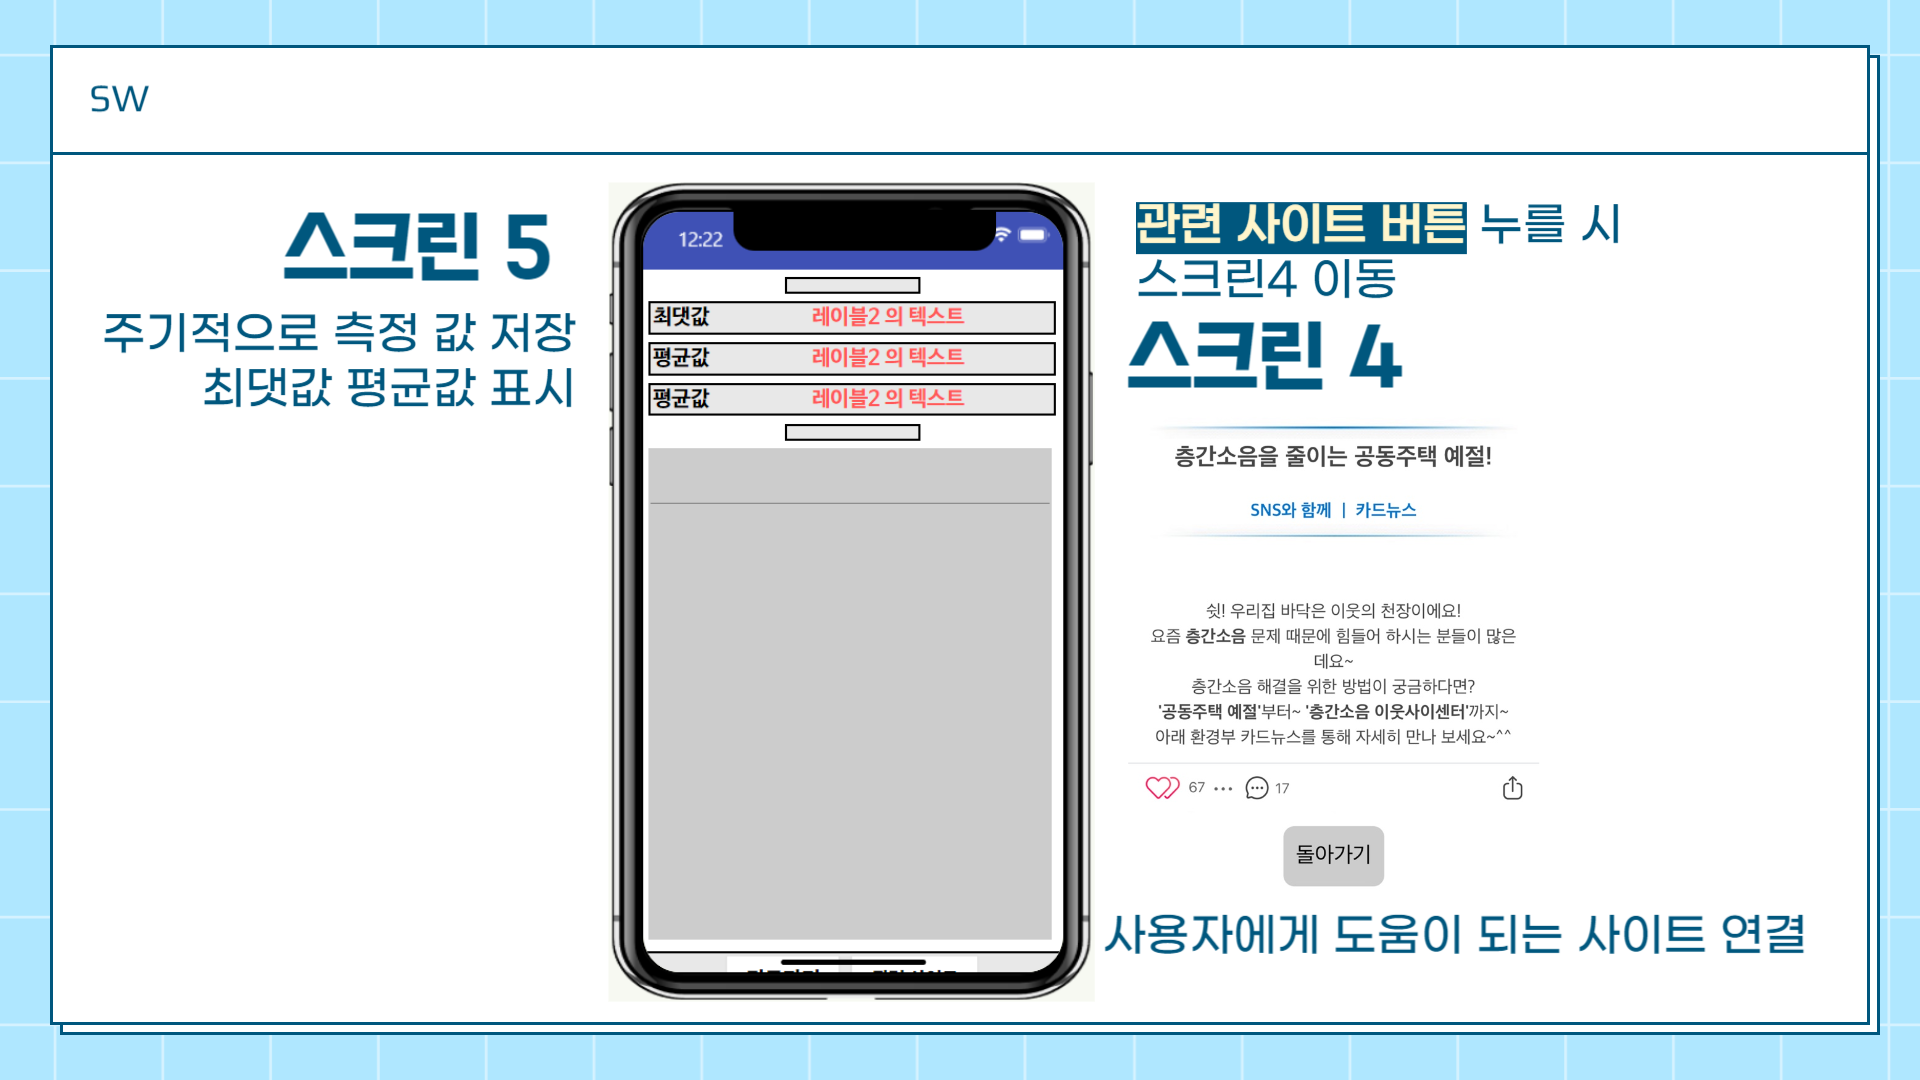 SW
스크린 5
주기적으로 측정 값 저장
최댓값 평균값 표시
12:22
최댓값 레이블2 의 텍스트
평균값 레이블2 의 텍스트
평균값 레이블2 의 텍스트
관련 사이트 버튼 누를 시
스크린4 이동
스크린 4
층간소음을 줄이는 공동주택 예절!
SNS와 함께 | 카드뉴스
쉿! 우리집 바닥은 이웃의 천장이에요!
요즘 층간소음 문제 때문에 힘들어 하시는 분들이 많은
데요~
층간소음 해결을 위한 방법이 궁금하다면?
'공동주택 예절'부터~ '층간소음 이웃사이센터'까지~
아래 환경부 카드뉴스를 통해 자세히 만나 보세요~^^
67 ··· 17
돌아가기
사용자에게 도움이 되는 사이트 연결